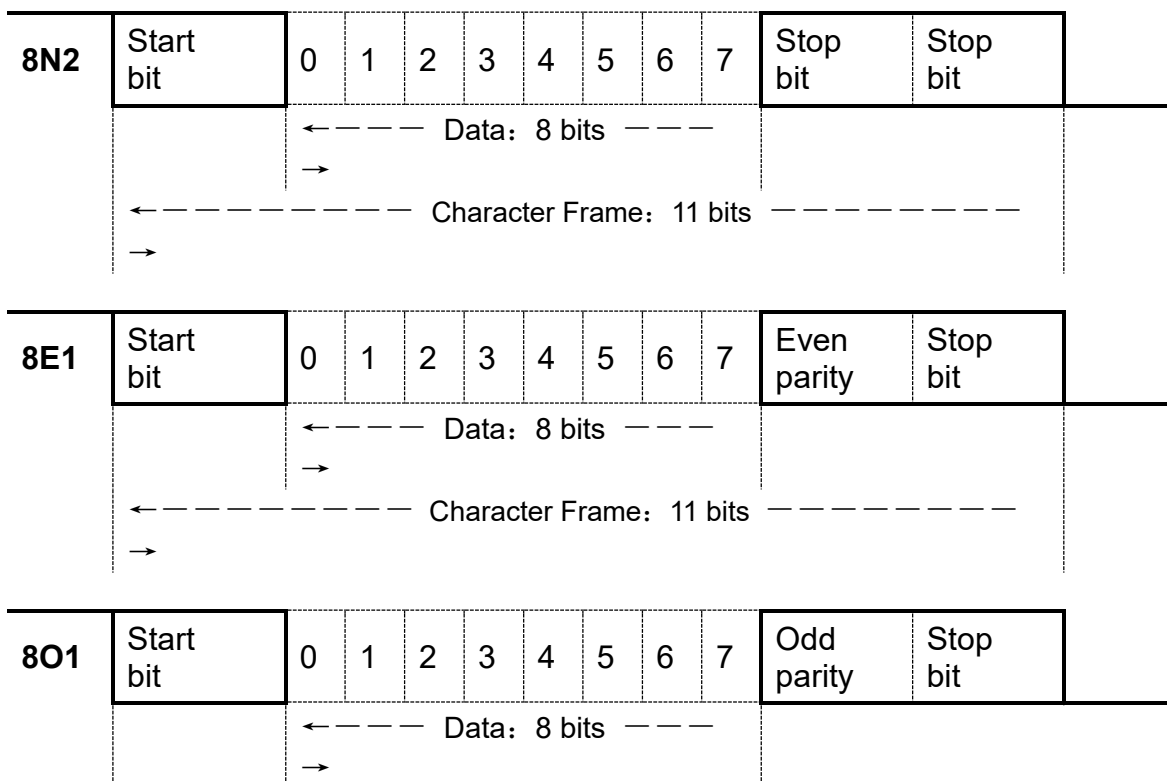 8N2 Start bit 0 1 2 3 4 5 6 7 Stop bit Stop bit
Data：8 bits
Character Frame：11 bits
8E1 Start bit 0 1 2 3 4 5 6 7 Even parity Stop bit
Data：8 bits
Character Frame：11 bits
8O1 Start bit 0 1 2 3 4 5 6 7 Odd parity Stop bit
Data：8 bits